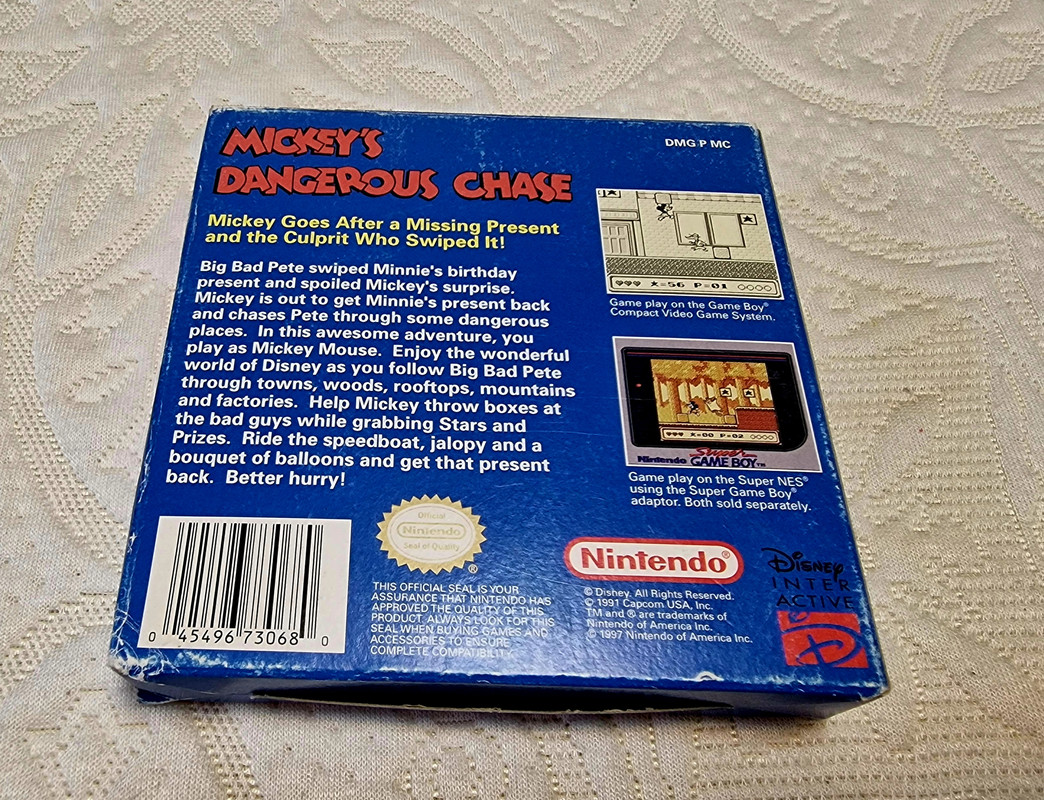 MICKEY'S
DANGEROUS CHASE
DMG P MC
Mickey Goes After a Missing Present
and the Culprit Who Swiped It!
Big Bad Pete swiped Minnie's birthday
present and spoiled Mickey's surprise.
Mickey is out to get Minnie's present back
and chases Pete through some dangerous
places. In this awesome adventure, you
play as Mickey Mouse. Enjoy the wonderful
world of Disney as you follow Big Bad Pete
through towns, woods, rooftops, mountains
and factories. Help Mickey throw boxes at
the bad guys while grabbing Stars and
Prizes. Ride the speedboat, jalopy and a
bouquet of balloons and get that present
back. Better hurry!
♥♥♥ ★=56 P=01 ○○○○
Game play on the Game Boy®
Compact Video Game System.
♥♥♥ ★=00 P=02 ○○○○
Super
Nintendo GAME BOY™
Game play on the Super NES®
using the Super Game Boy®
adaptor. Both sold separately.
0 45496 73068 0
Official
Nintendo
Seal of Quality
®
THIS OFFICIAL SEAL IS YOUR
ASSURANCE THAT NINTENDO HAS
APPROVED THE QUALITY OF THIS
PRODUCT. ALWAYS LOOK FOR THIS
SEAL WHEN BUYING GAMES AND
ACCESSORIES TO ENSURE
COMPLETE COMPATIBILITY.
Nintendo®
© Disney. All Rights Reserved.
© 1991 Capcom USA, Inc.
TM and ® are trademarks of
Nintendo of America Inc.
© 1997 Nintendo of America Inc.
Disney
INTER
ACTIVE
D